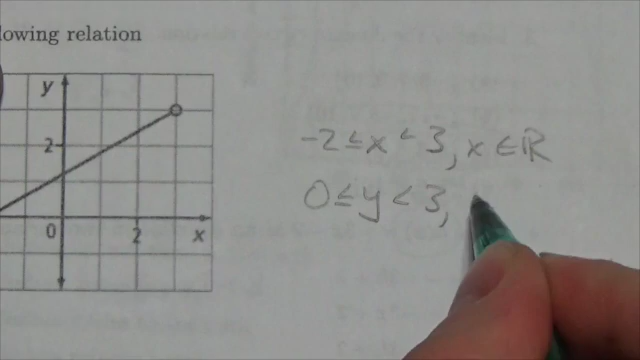 lowing relation
y
2
0 2 x
-2 ≤ x < 3, x ∈ ℝ
0 ≤ y < 3,